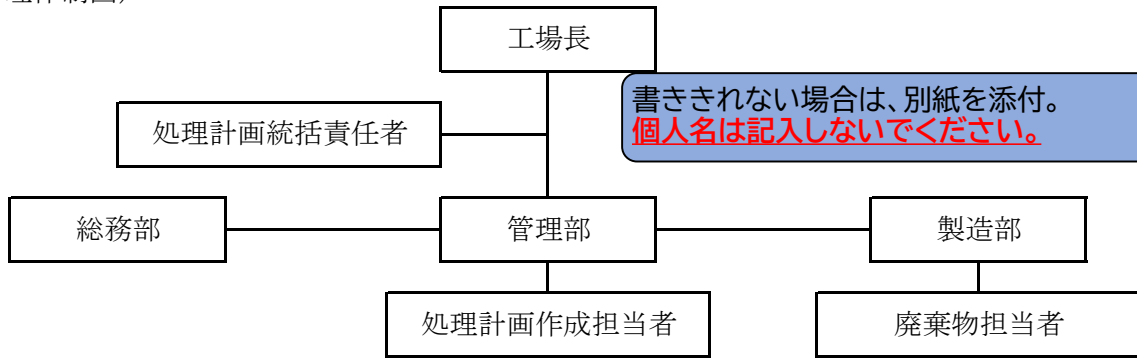 工場長
書ききれない場合は、別紙を添付。
個人名は記入しないでください。
処理計画統括責任者
総務部
管理部
製造部
処理計画作成担当者
廃棄物担当者